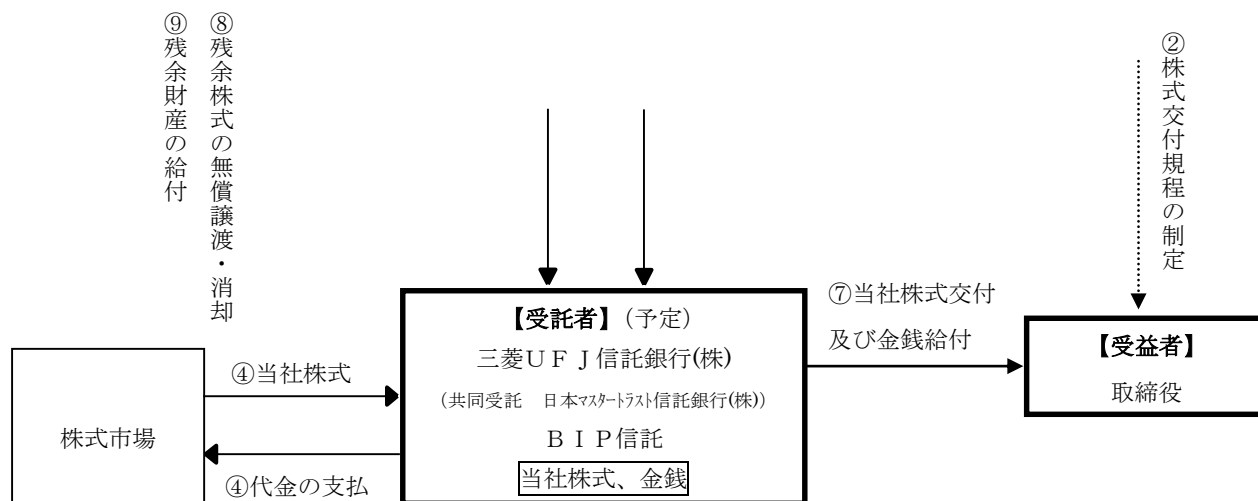 ⑨残余財産の給付
⑧残余株式の無償譲渡・消却
②株式交付規程の制定
株式市場
④当社株式
④代金の支払
【受託者】（予定）
三菱ＵＦＪ信託銀行(株)
（共同受託　日本ﾏｽﾀｰﾄﾗｽﾄ信託銀行(株)）
ＢＩＰ信託
当社株式、金銭
⑦当社株式交付
及び金銭給付
【受益者】
取締役